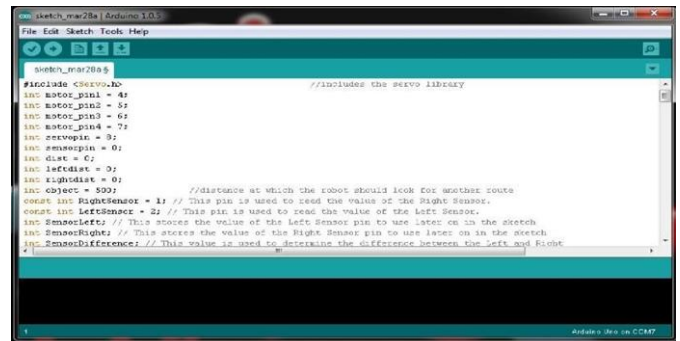 sketch_mar28a | Arduino 1.0.5
File Edit Sketch Tools Help
sketch_mar28a §
#include <Servo.h> //includes the servo library
int motor_pin1 = 4;
int motor_pin2 = 5;
int motor_pin3 = 6;
int motor_pin4 = 7;
int servopin = 8;
int sensorpin = 0;
int dist = 0;
int leftdist = 0;
int rightdist = 0;
int object = 500; //distance at which the robot should look for another route
const int RightSensor = 1; // This pin is used to read the value of the Right Sensor.
const int LeftSensor = 2; // This pin is used to read the value of the Left Sensor.
int SensorLeft; // This stores the value of the Left Sensor pin to use later on in the sketch
int SensorRight; // This stores the value of the Right Sensor pin to use later on in the sketch
int SensorDifference; // This value is used to determine the difference between the Left and Right
1 Arduino Uno on COM7